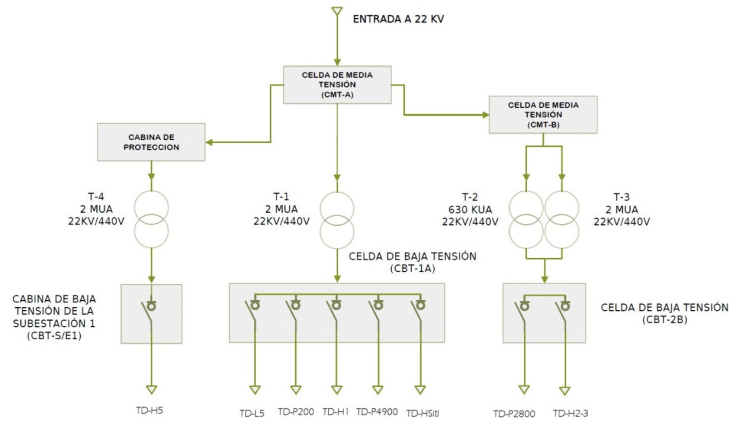 ENTRADA A 22 KV
CELDA DE MEDIA
TENSIÓN
(CMT-A)
CELDA DE MEDIA
TENSIÓN
(CMT-B)
CABINA DE
PROTECCION
T-4
2 MUA
22KV/440V
T-1
2 MUA
22KV/440V
T-2
630 KUA
22KV/440V
T-3
2 MUA
22KV/440V
CELDA DE BAJA TENSIÓN
(CBT-1A)
CABINA DE BAJA
TENSIÓN DE LA
SUBESTACIÓN 1
(CBT-S/E1)
CELDA DE BAJA TENSIÓN
(CBT-2B)
TD-H5
TD-L5
TD-P200
TD-H1
TD-P4900
TD-HSitI
TD-P2800
TD-H2-3